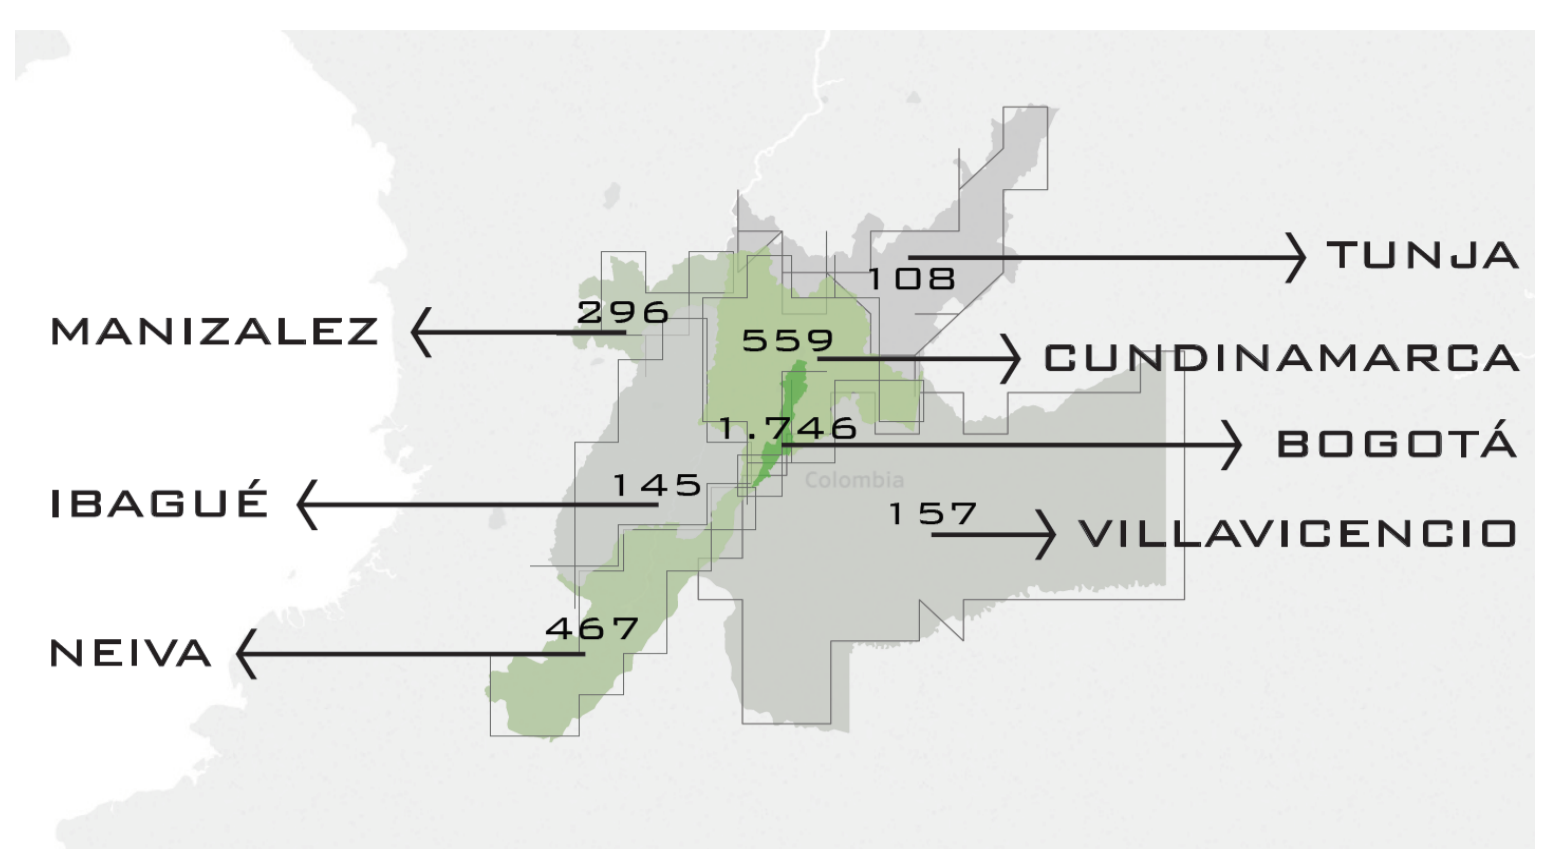 TUNJA
108
296
MANIZALEZ
559
CUNDINAMARCA
1.746
BOGOTÁ
Colombia
145
IBAGUÉ
157
VILLAVICENCIO
467
NEIVA